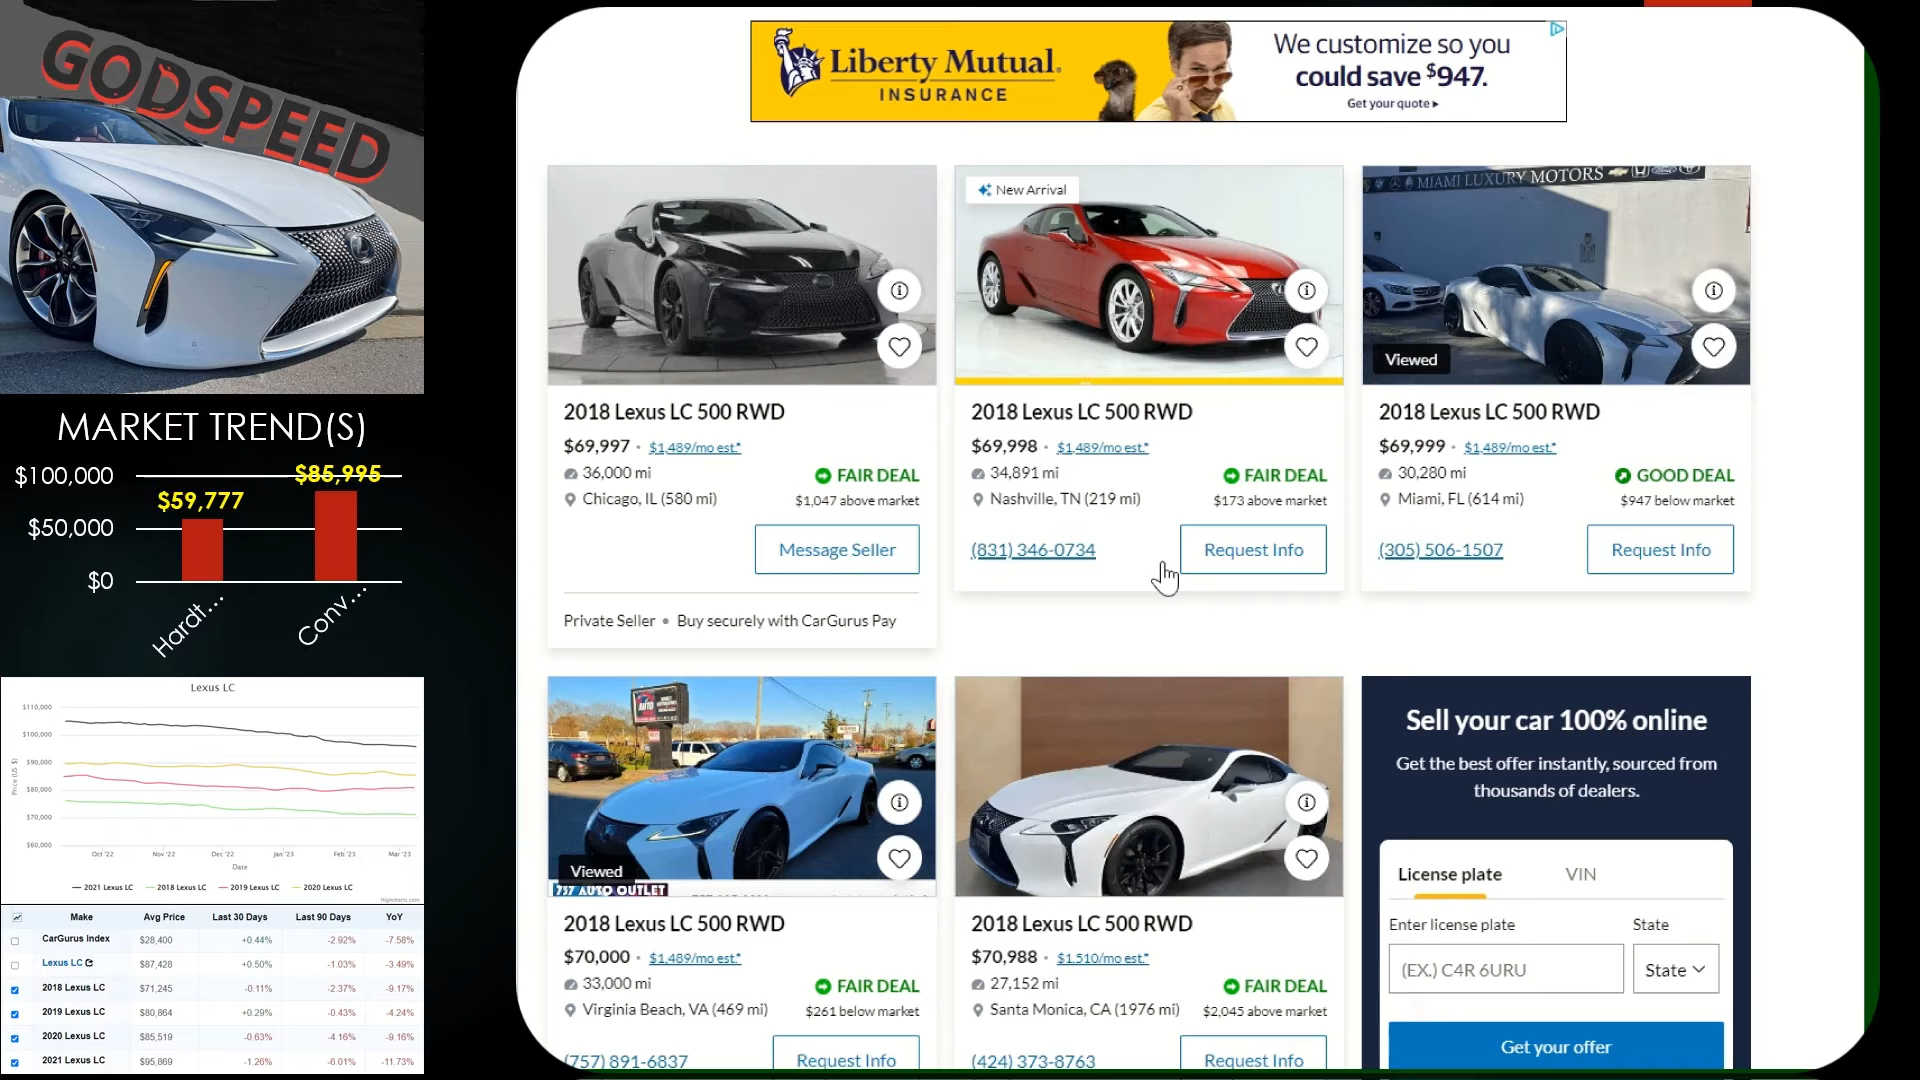 GODSPEED
MARKET TREND(S)
$100,000
$85,995
$59,777
$50,000
$0
Hardt...
Conv...
Lexus LC
$110,000
$100,000
$90,000
$80,000
$70,000
$60,000
Price (US $)
Oct '22 Nov '22 Dec '22 Jan '23 Feb '23 Mar '23
Date
2021 Lexus LC 2018 Lexus LC 2019 Lexus LC 2020 Lexus LC
Highcharts.com
Make Avg Price Last 30 Days Last 90 Days YoY
CarGurus Index $28,400 +0.44% -2.92% -7.58%
Lexus LC $87,428 +0.50% -1.03% -3.49%
2018 Lexus LC $71,245 -0.11% -2.37% -9.17%
2019 Lexus LC $80,864 +0.29% -0.43% -4.24%
2020 Lexus LC $85,519 -0.63% -4.16% -9.16%
2021 Lexus LC $95,869 -1.26% -6.01% -11.73%
Liberty Mutual
INSURANCE
We customize so you
could save $947.
Get your quote
2018 Lexus LC 500 RWD
$69,997 · $1,489/mo est.*
36,000 mi
FAIR DEAL
Chicago, IL (580 mi)
$1,047 above market
Message Seller
Private Seller • Buy securely with CarGurus Pay
New Arrival
2018 Lexus LC 500 RWD
$69,998 · $1,489/mo est.*
34,891 mi
FAIR DEAL
Nashville, TN (219 mi)
$173 above market
(831) 346-0734
Request Info
MIAMI LUXURY MOTORS
Viewed
2018 Lexus LC 500 RWD
$69,999 · $1,489/mo est.*
30,280 mi
GOOD DEAL
Miami, FL (614 mi)
$947 below market
(305) 506-1507
Request Info
AUTO
Viewed
757 AUTO OUTLET
2018 Lexus LC 500 RWD
$70,000 · $1,489/mo est.*
33,000 mi
FAIR DEAL
Virginia Beach, VA (469 mi)
$261 below market
(757) 891-6837
Request Info
2018 Lexus LC 500 RWD
$70,988 · $1,510/mo est.*
27,152 mi
FAIR DEAL
Santa Monica, CA (1976 mi)
$2,045 above market
(424) 373-8763
Request Info
Sell your car 100% online
Get the best offer instantly, sourced from
thousands of dealers.
License plate VIN
Enter license plate State
(EX.) C4R 6URU State
Get your offer